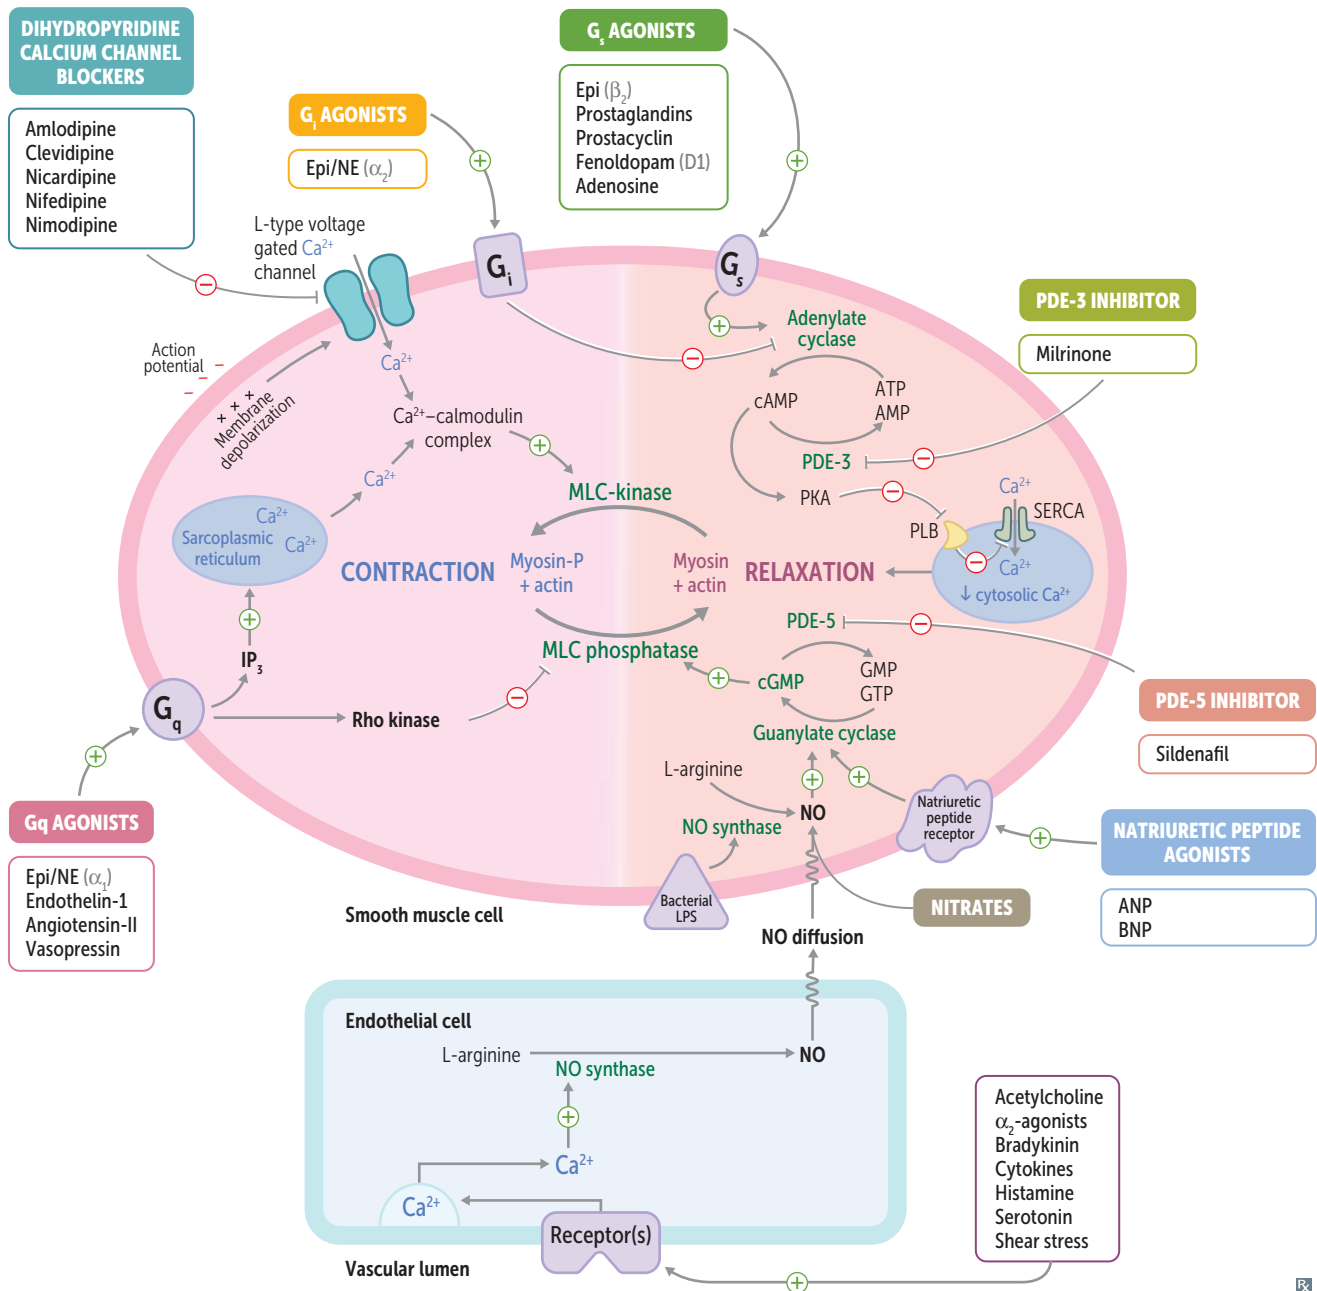 DIHYDROPYRIDINE
CALCIUM CHANNEL
BLOCKERS
Amlodipine
Clevidipine
Nicardipine
Nifedipine
Nimodipine
Gi AGONISTS
Epi/NE (α2)
Gs AGONISTS
Epi (β2)
Prostaglandins
Prostacyclin
Fenoldopam (D1)
Adenosine
L-type voltage
gated Ca2+
channel
Gi
Gs
PDE-3 INHIBITOR
Milrinone
Action
potential
+ + +
Membrane
depolarization
Ca2+
Ca2+–calmodulin
complex
Adenylate
cyclase
cAMP
ATP
AMP
PDE-3
PKA
PLB
Ca2+
SERCA
Ca2+
↓ cytosolic Ca2+
Ca2+
MLC-kinase
Ca2+
Sarcoplasmic
reticulum
Ca2+
CONTRACTION
Myosin-P
+ actin
Myosin
+ actin
RELAXATION
PDE-5
MLC phosphatase
cGMP
GMP
GTP
Guanylate cyclase
IP3
Gq
Rho kinase
PDE-5 INHIBITOR
Sildenafil
L-arginine
NO
NO synthase
Natriuretic
peptide
receptor
NATRIURETIC PEPTIDE
AGONISTS
ANP
BNP
Gq AGONISTS
Epi/NE (α1)
Endothelin-1
Angiotensin-II
Vasopressin
Bacterial
LPS
NITRATES
Smooth muscle cell
NO diffusion
Endothelial cell
L-arginine
NO
NO synthase
Ca2+
Ca2+
Receptor(s)
Vascular lumen
Acetylcholine
α2-agonists
Bradykinin
Cytokines
Histamine
Serotonin
Shear stress
Rx